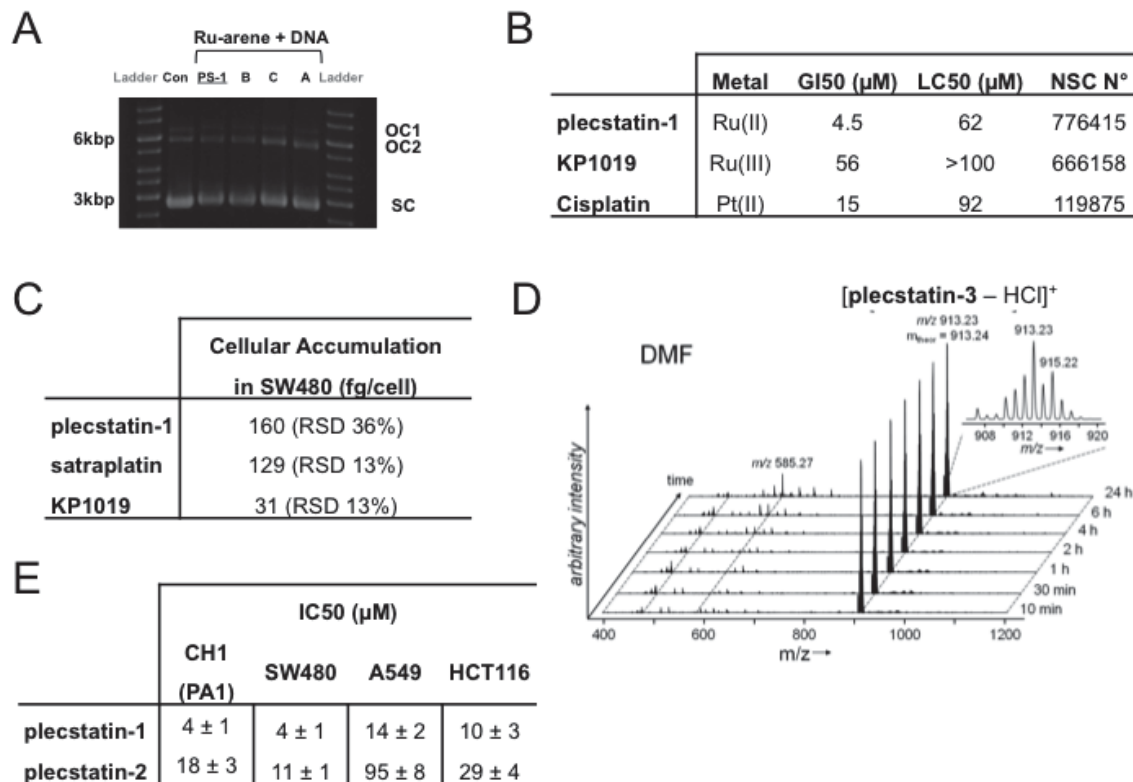 A
Ru-arene + DNA
Ladder Con PS-1 B C A Ladder
OC1
6kbp
OC2
3kbp
SC
B
Metal GI50 (µM) LC50 (µM) NSC N°
plecstatin-1 Ru(II) 4.5 62 776415
KP1019 Ru(III) 56 >100 666158
Cisplatin Pt(II) 15 92 119875
C
Cellular Accumulation
in SW480 (fg/cell)
plecstatin-1 160 (RSD 36%)
satraplatin 129 (RSD 13%)
KP1019 31 (RSD 13%)
D
[plecstatin-3 – HCl]⁺
DMF
m/z 913.23
m_theor = 913.24
913.23
915.22
908 912 916 920
m/z→
m/z 585.27
time
arbitrary intensity
24 h
6 h
4 h
2 h
1 h
30 min
10 min
400 600 800 1000 1200
m/z→
E
IC50 (µM)
CH1
(PA1)
SW480 A549 HCT116
plecstatin-1 4 ± 1 4 ± 1 14 ± 2 10 ± 3
plecstatin-2 18 ± 3 11 ± 1 95 ± 8 29 ± 4